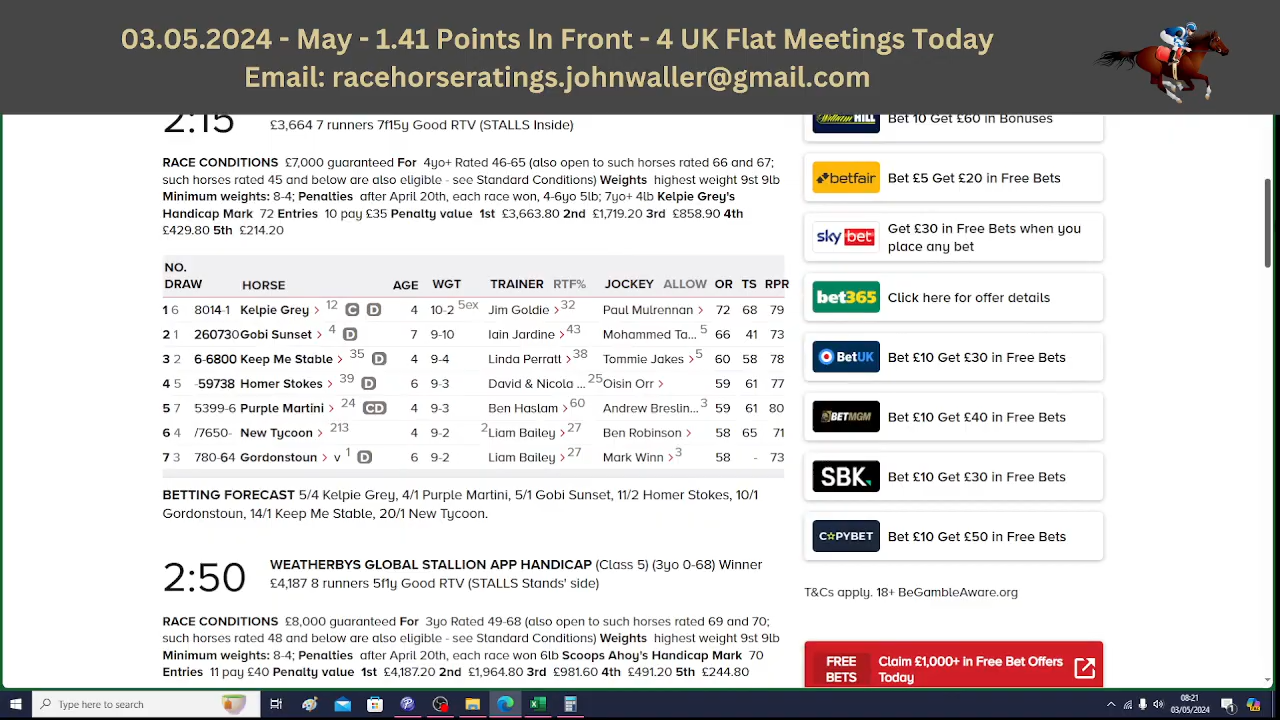 03.05.2024 - May - 1.41 Points In Front - 4 UK Flat Meetings Today
Email: racehorseratings.johnwaller@gmail.com
2:15
£3,664 7 runners 7f15y Good RTV (STALLS Inside)
RACE CONDITIONS £7,000 guaranteed For 4yo+ Rated 46-65 (also open to such horses rated 66 and 67;
such horses rated 45 and below are also eligible - see Standard Conditions) Weights highest weight 9st 9lb
Minimum weights: 8-4; Penalties after April 20th, each race won, 4-6yo 5lb; 7yo+ 4lb Kelpie Grey's
Handicap Mark 72 Entries 10 pay £35 Penalty value 1st £3,663.80 2nd £1,719.20 3rd £858.90 4th
£429.80 5th £214.20
NO.
DRAW HORSE AGE WGT TRAINER RTF% JOCKEY ALLOW OR TS RPR
1 6 8014-1 Kelpie Grey > 12 C D 4 10-2 5ex Jim Goldie > 32 Paul Mulrennan > 72 68 79
2 1 260730 Gobi Sunset > 4 D 7 9-10 Iain Jardine > 43 Mohammed Ta... 5 66 41 73
3 2 6-6800 Keep Me Stable > 35 D 4 9-4 Linda Perratt > 38 Tommie Jakes > 5 60 58 78
4 5 -59738 Homer Stokes > 39 D 6 9-3 David & Nicola ... 25 Oisin Orr > 59 61 77
5 7 5399-6 Purple Martini > 24 CD 4 9-3 Ben Haslam > 60 Andrew Breslin... 3 59 61 80
6 4 /7650- New Tycoon > 213 4 9-2 2 Liam Bailey > 27 Ben Robinson > 58 65 71
7 3 780-64 Gordonstoun > v 1 D 6 9-2 Liam Bailey > 27 Mark Winn > 3 58 - 73
BETTING FORECAST 5/4 Kelpie Grey, 4/1 Purple Martini, 5/1 Gobi Sunset, 11/2 Homer Stokes, 10/1
Gordonstoun, 14/1 Keep Me Stable, 20/1 New Tycoon.
2:50
WEATHERBYS GLOBAL STALLION APP HANDICAP (Class 5) (3yo 0-68) Winner
£4,187 8 runners 5f1y Good RTV (STALLS Stands' side)
RACE CONDITIONS £8,000 guaranteed For 3yo Rated 49-68 (also open to such horses rated 69 and 70;
such horses rated 48 and below are also eligible - see Standard Conditions) Weights highest weight 9st 9lb
Minimum weights: 8-4; Penalties after April 20th, each race won 6lb Scoops Ahoy's Handicap Mark 70
Entries 11 pay £40 Penalty value 1st £4,187.20 2nd £1,964.80 3rd £981.60 4th £491.20 5th £244.80
William HILL Bet 10 Get £60 in Bonuses
betfair Bet £5 Get £20 in Free Bets
sky bet Get £30 in Free Bets when you
place any bet
bet365 Click here for offer details
BetUK Bet £10 Get £30 in Free Bets
BETMGM Bet £10 Get £40 in Free Bets
SBK Bet £10 Get £30 in Free Bets
COPYBET Bet £10 Get £50 in Free Bets
T&Cs apply. 18+ BeGambleAware.org
FREE
BETS
Claim £1,000+ in Free Bet Offers
Today
Type here to search
08:21
03/05/2024
1